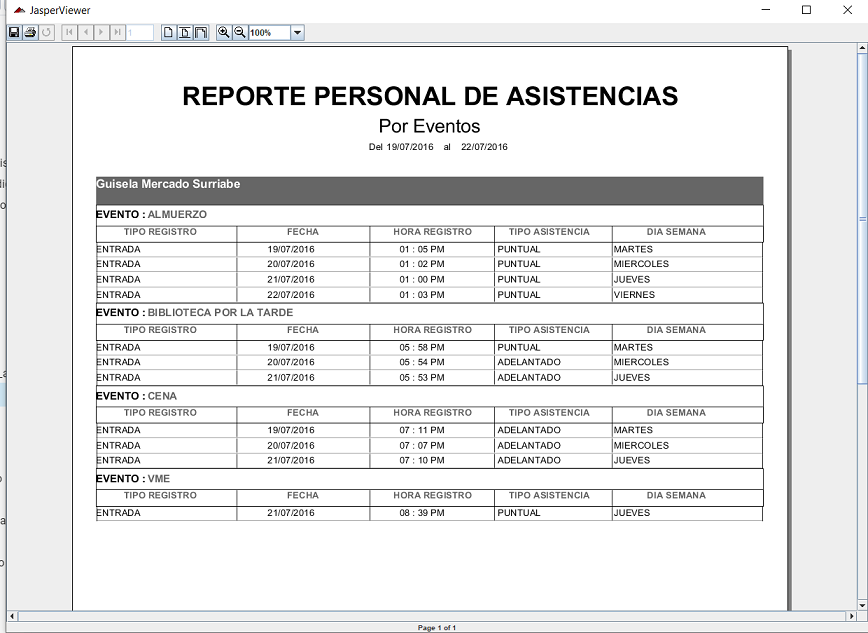 JasperViewer
1
100%
REPORTE PERSONAL DE ASISTENCIAS
Por Eventos
Del 19/07/2016 al 22/07/2016
Guisela Mercado Surriabe
EVENTO : ALMUERZO
TIPO REGISTRO FECHA HORA REGISTRO TIPO ASISTENCIA DIA SEMANA
ENTRADA 19/07/2016 01 : 05 PM PUNTUAL MARTES
ENTRADA 20/07/2016 01 : 02 PM PUNTUAL MIERCOLES
ENTRADA 21/07/2016 01 : 00 PM PUNTUAL JUEVES
ENTRADA 22/07/2016 01 : 03 PM PUNTUAL VIERNES
EVENTO : BIBLIOTECA POR LA TARDE
TIPO REGISTRO FECHA HORA REGISTRO TIPO ASISTENCIA DIA SEMANA
ENTRADA 19/07/2016 05 : 58 PM PUNTUAL MARTES
ENTRADA 20/07/2016 05 : 54 PM ADELANTADO MIERCOLES
ENTRADA 21/07/2016 05 : 53 PM ADELANTADO JUEVES
EVENTO : CENA
TIPO REGISTRO FECHA HORA REGISTRO TIPO ASISTENCIA DIA SEMANA
ENTRADA 19/07/2016 07 : 11 PM ADELANTADO MARTES
ENTRADA 20/07/2016 07 : 07 PM ADELANTADO MIERCOLES
ENTRADA 21/07/2016 07 : 10 PM ADELANTADO JUEVES
EVENTO : VME
TIPO REGISTRO FECHA HORA REGISTRO TIPO ASISTENCIA DIA SEMANA
ENTRADA 21/07/2016 08 : 39 PM PUNTUAL JUEVES
Page 1 of 1